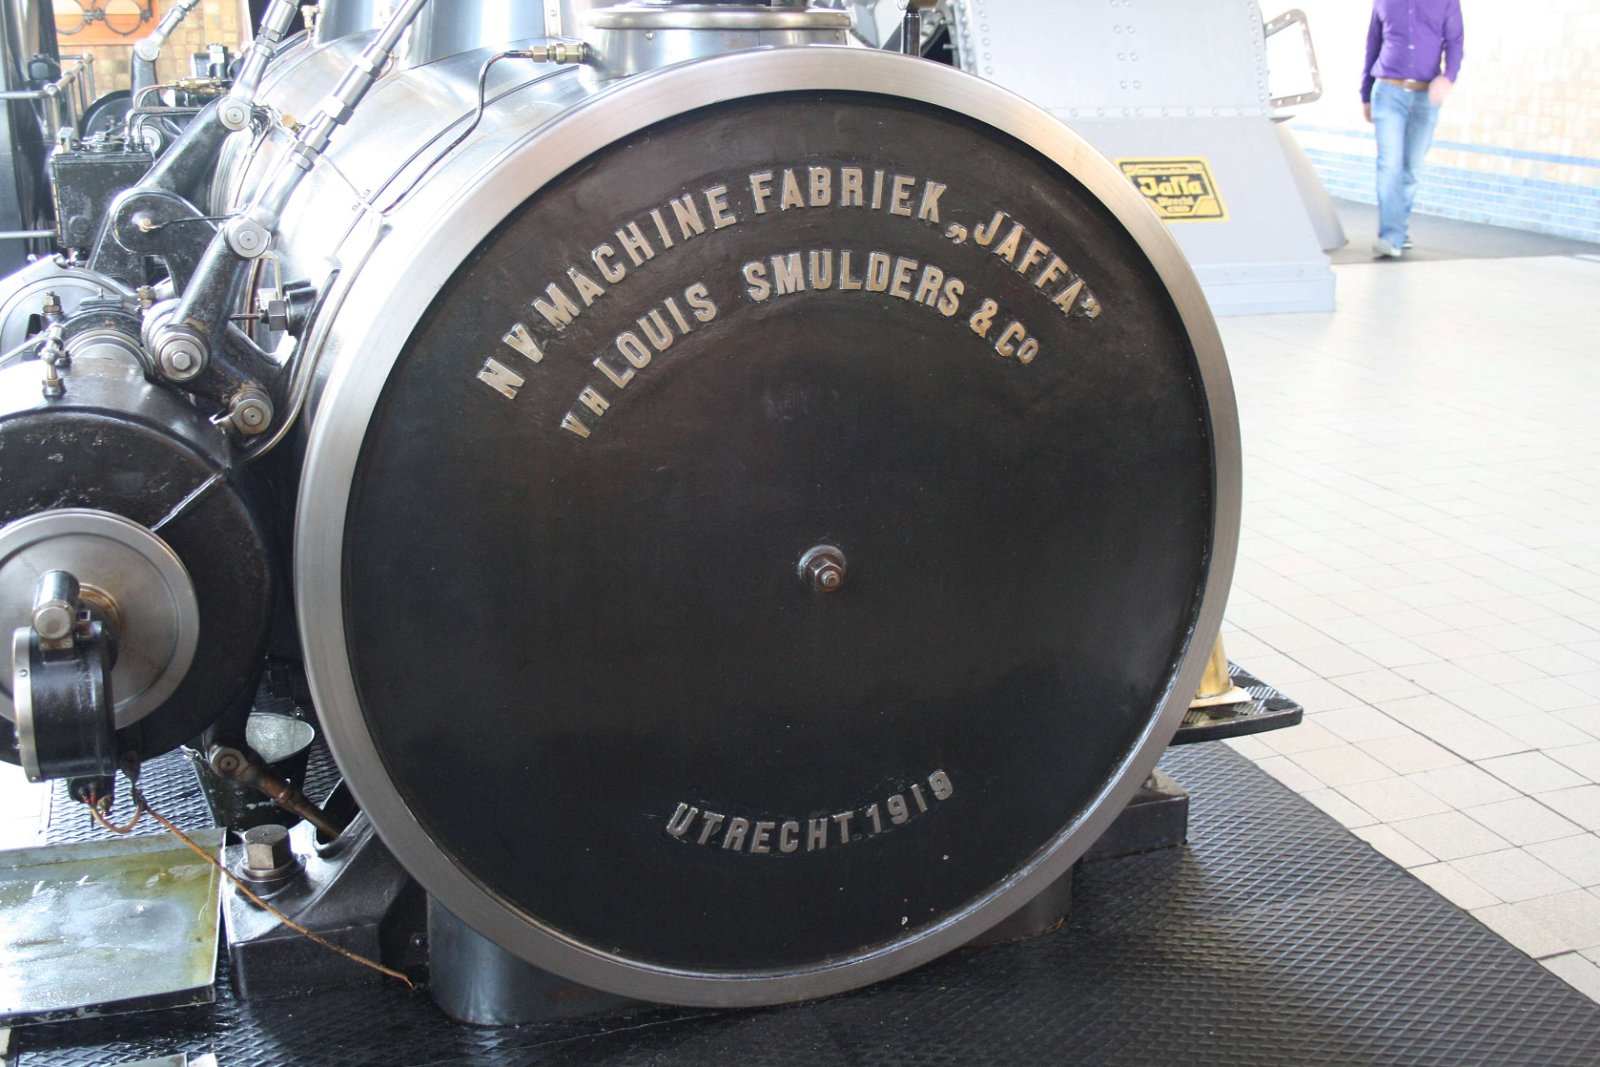 NV MACHINE FABRIEK „JAFFA”
VH LOUIS SMULDERS & Co
UTRECHT. 1919
Jaffa